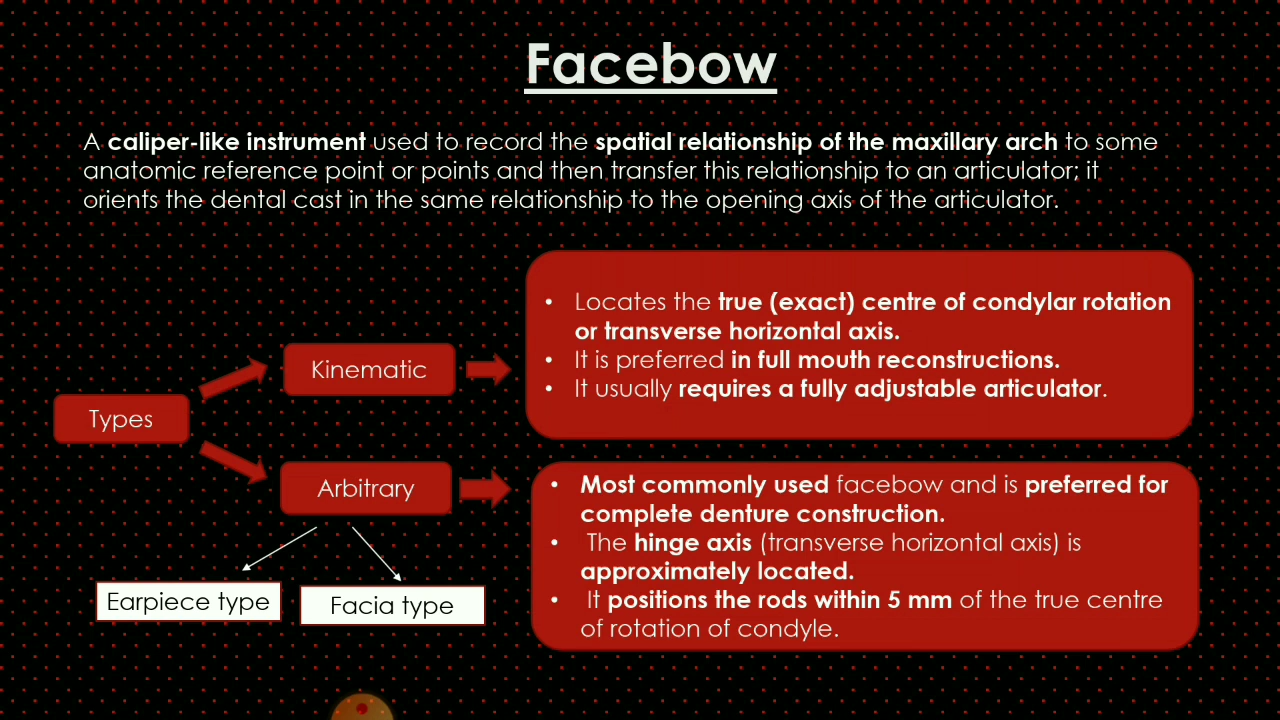 Facebow
A caliper-like instrument used to record the spatial relationship of the maxillary arch to some
anatomic reference point or points and then transfer this relationship to an articulator; it
orients the dental cast in the same relationship to the opening axis of the articulator.
Types
Kinematic
• Locates the true (exact) centre of condylar rotation
or transverse horizontal axis.
• It is preferred in full mouth reconstructions.
• It usually requires a fully adjustable articulator.
Arbitrary
• Most commonly used facebow and is preferred for
complete denture construction.
• The hinge axis (transverse horizontal axis) is
approximately located.
• It positions the rods within 5 mm of the true centre
of rotation of condyle.
Earpiece type
Facia type